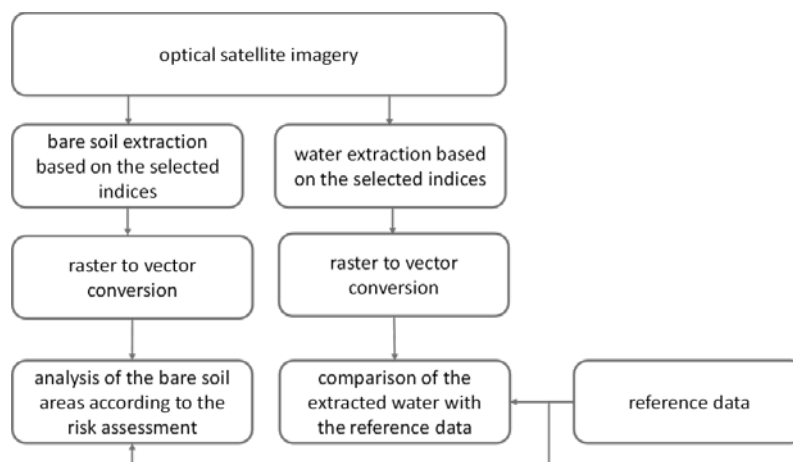 optical satellite imagery
bare soil extraction
based on the selected
indices
water extraction based
on the selected indices
raster to vector
conversion
raster to vector
conversion
analysis of the bare soil
areas according to the
risk assessment
comparison of the
extracted water with
the reference data
reference data